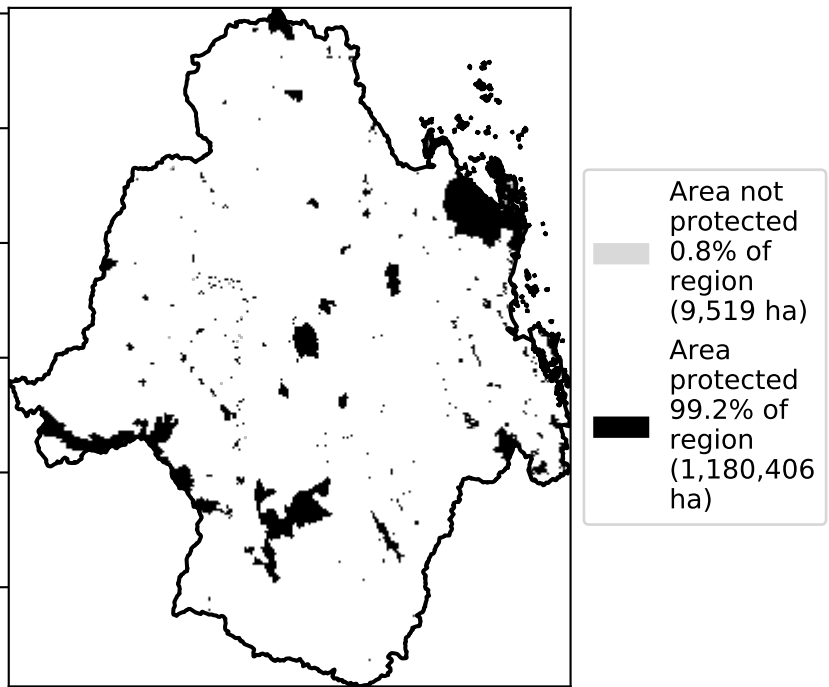 Area not
protected
0.8% of
region
(9,519 ha)
Area
protected
99.2% of
region
(1,180,406
ha)